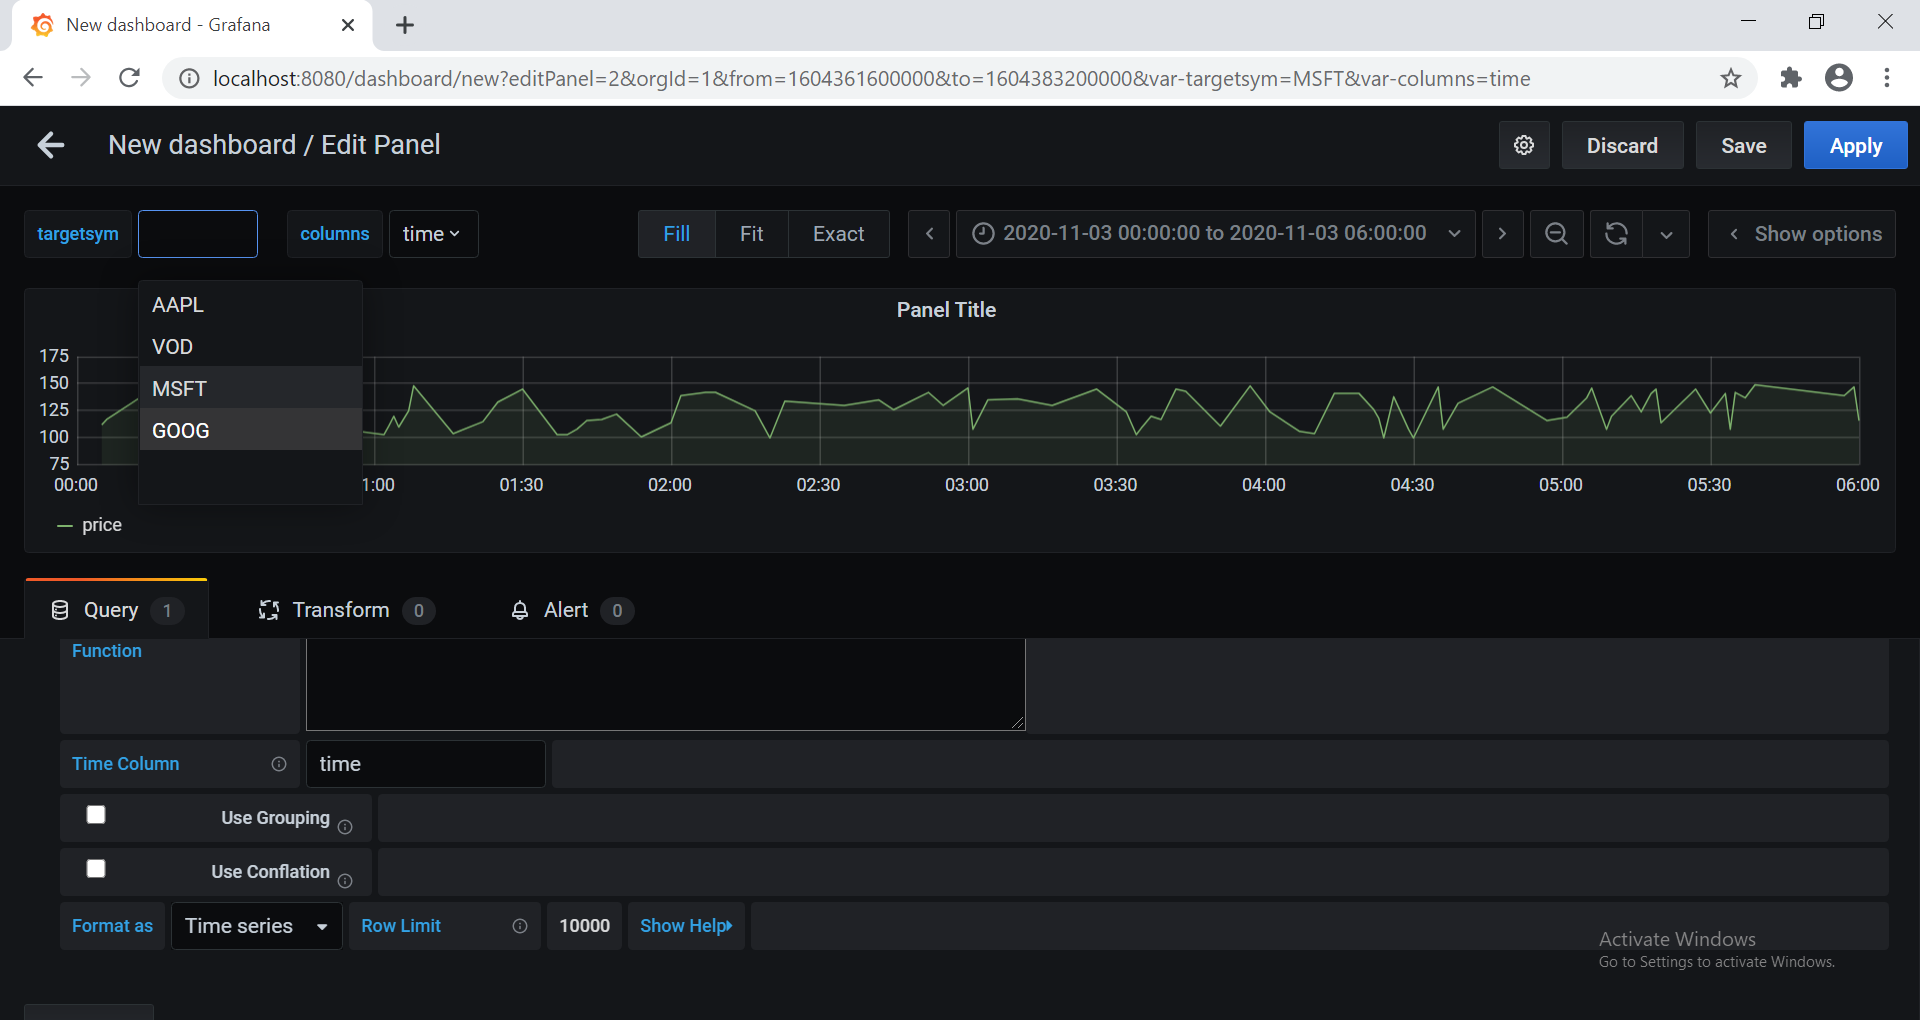 New dashboard - Grafana
localhost:8080/dashboard/new?editPanel=2&orgId=1&from=1604361600000&to=1604383200000&var-targetsym=MSFT&var-columns=time
New dashboard / Edit Panel
Discard
Save
Apply
targetsym
columns
time
Fill
Fit
Exact
2020-11-03 00:00:00 to 2020-11-03 06:00:00
Show options
AAPL
VOD
MSFT
GOOG
Panel Title
175
150
125
100
75
00:00
1:00
01:30
02:00
02:30
03:00
03:30
04:00
04:30
05:00
05:30
06:00
price
Query 1
Transform 0
Alert 0
Function
Time Column
time
Use Grouping
Use Conflation
Format as
Time series
Row Limit
10000
Show Help
Activate Windows
Go to Settings to activate Windows.